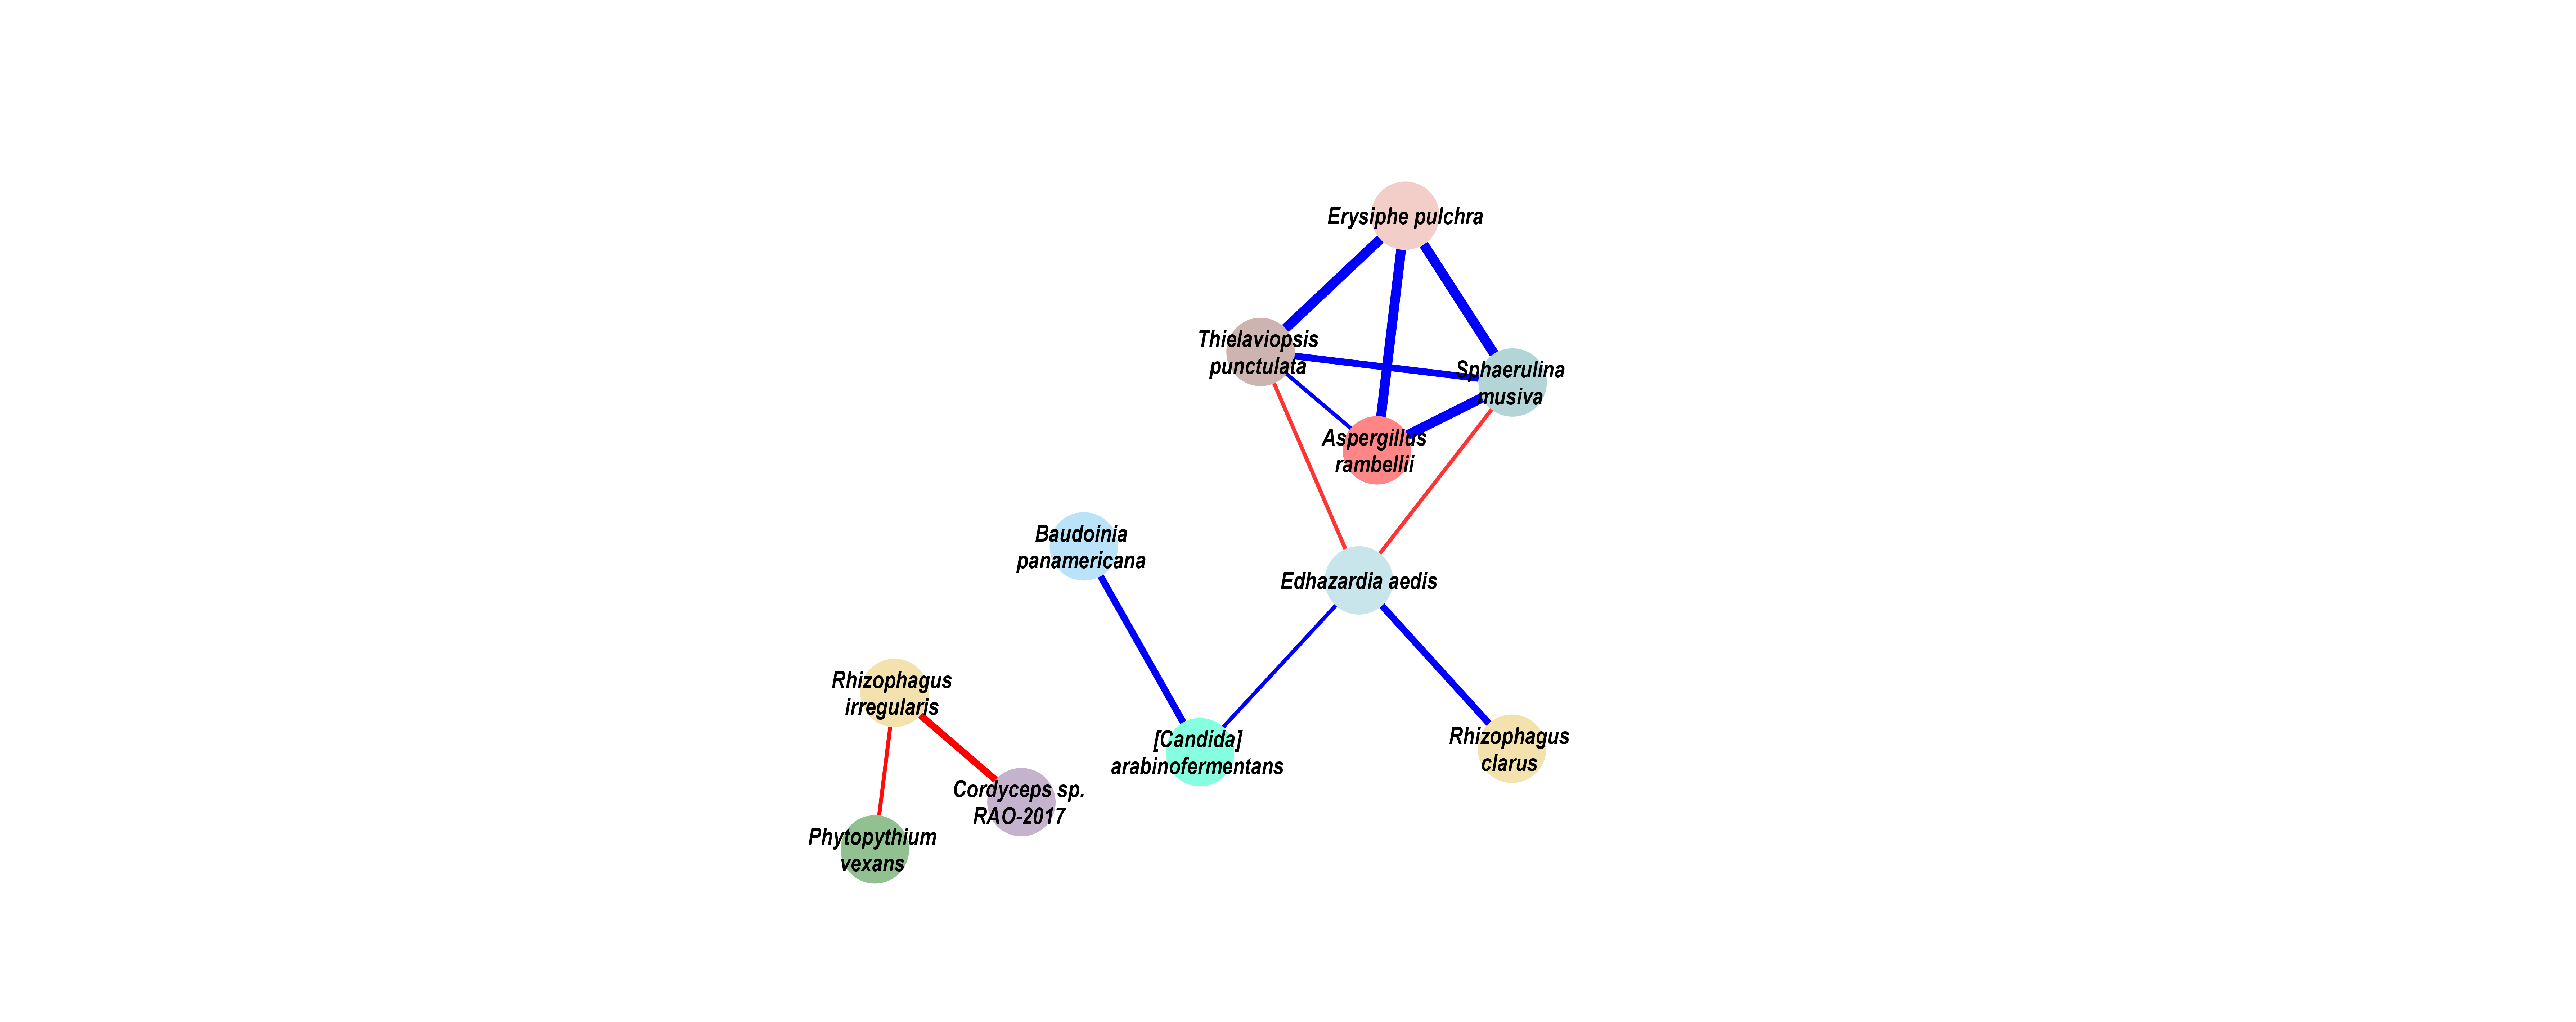 Erysiphe pulchra
Thielaviopsis
punctulata
Sphaerulina
musiva
Aspergillus
rambellii
Baudoinia
panamericana
Edhazardia aedis
Rhizophagus
irregularis
[Candida]
arabinofermentans
Rhizophagus
clarus
Cordyceps sp.
RAO-2017
Phytopythium
vexans